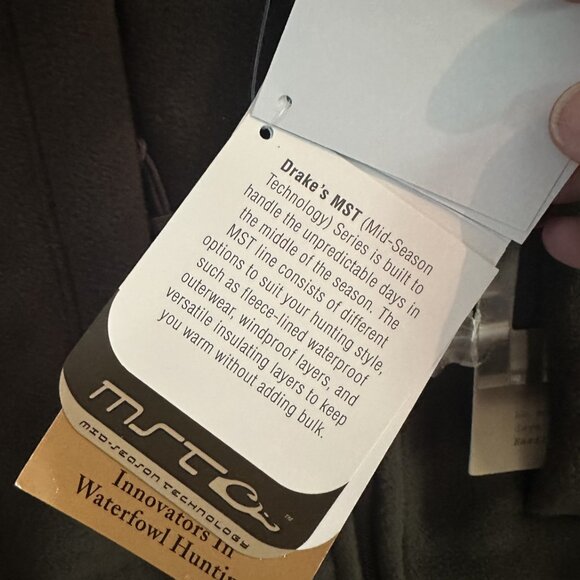 Drake's MST (Mid-Season
Technology) Series is built to
handle the unpredictable days in
the middle of the season. The
MST line consists of different
options to suit your hunting style,
such as fleece-lined waterproof
outerwear, windproof layers, and
versatile insulating layers to keep
you warm without adding bulk.
MST
MID-SEASON TECHNOLOGY
™
Innovators In
Waterfowl